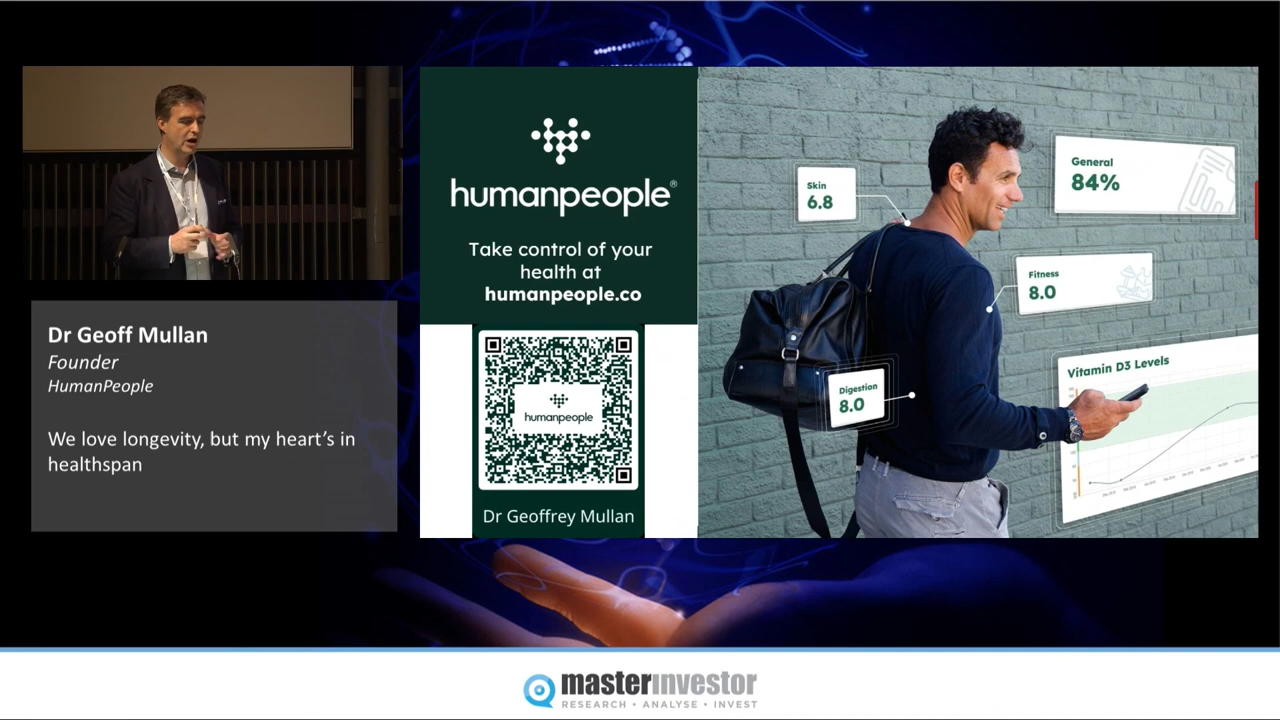 Dr Geoff Mullan
Founder
HumanPeople
We love longevity, but my heart's in
healthspan
humanpeople®
Take control of your
health at
humanpeople.co
humanpeople
Dr Geoffrey Mullan
Skin
6.8
General
84%
Fitness
8.0
Digestion
8.0
Vitamin D3 Levels
masterinvestor
RESEARCH • ANALYSE • INVEST